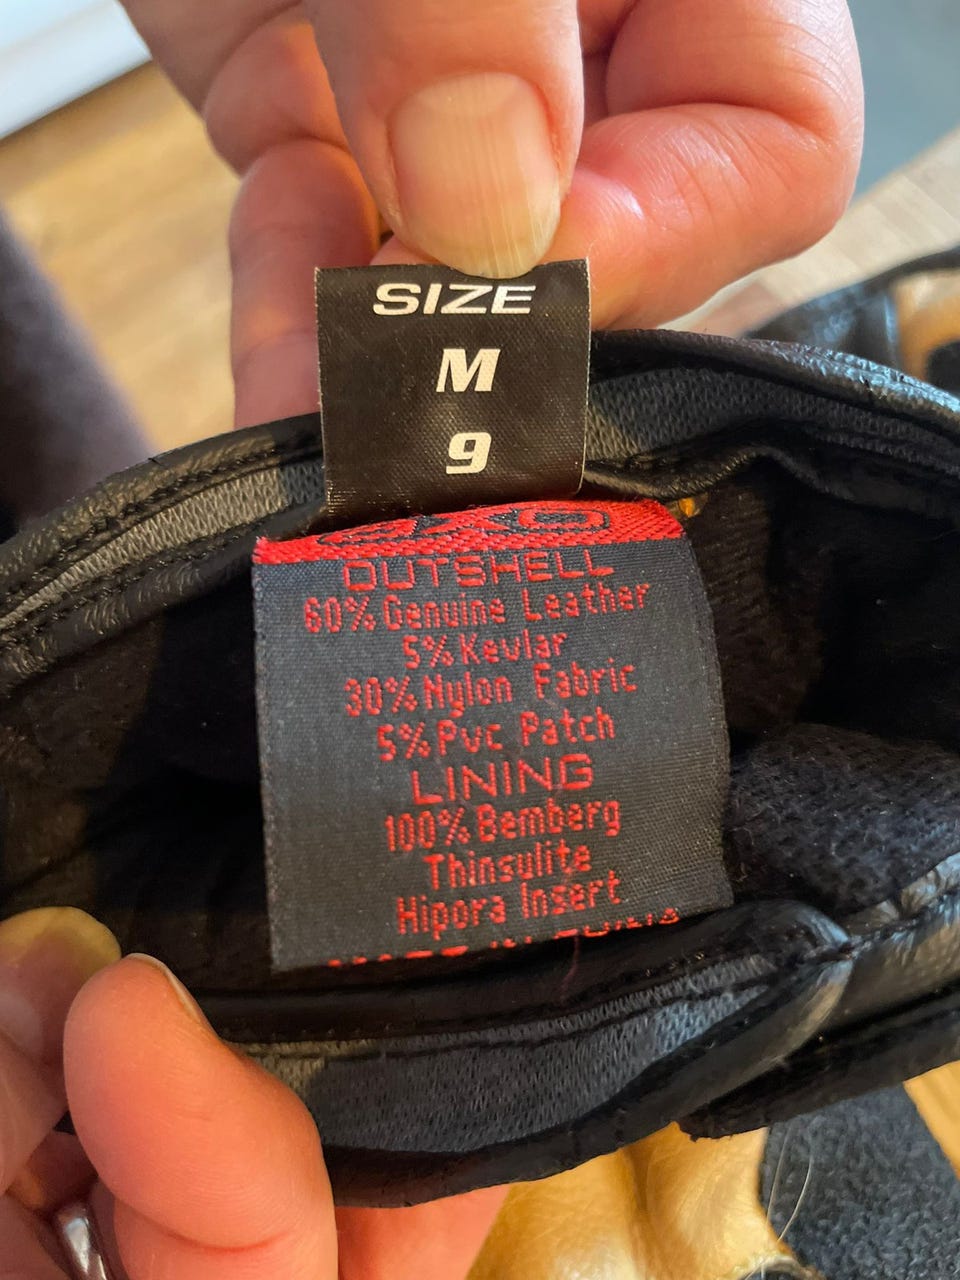 SIZE
M
9
OUTSHELL
60% Genuine Leather
5% Kevlar
30% Nylon Fabric
5% Pvc Patch
LINING
100% Bemberg
Thinsulite
Hipora Insert